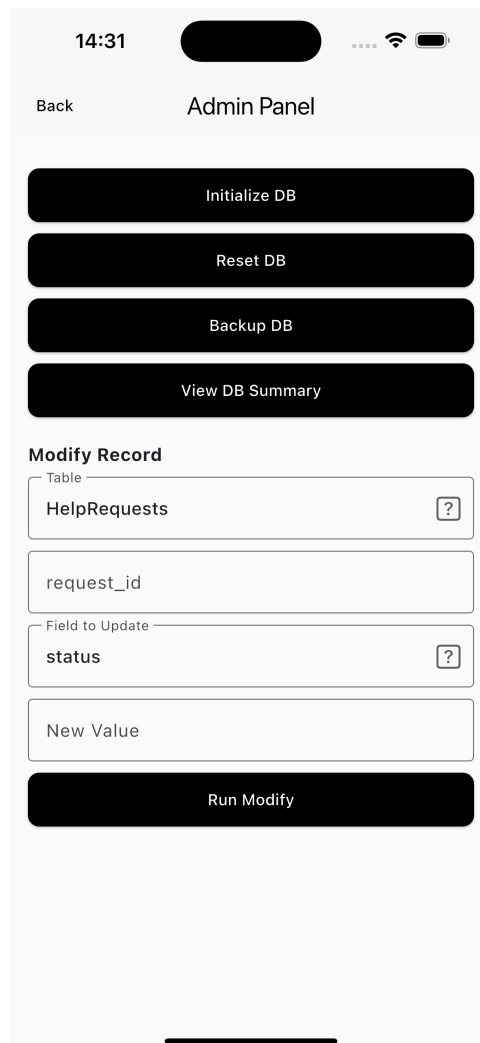 14:31
Back
Admin Panel
Initialize DB
Reset DB
Backup DB
View DB Summary
Modify Record
Table
HelpRequests
?
request_id
Field to Update
status
?
New Value
Run Modify